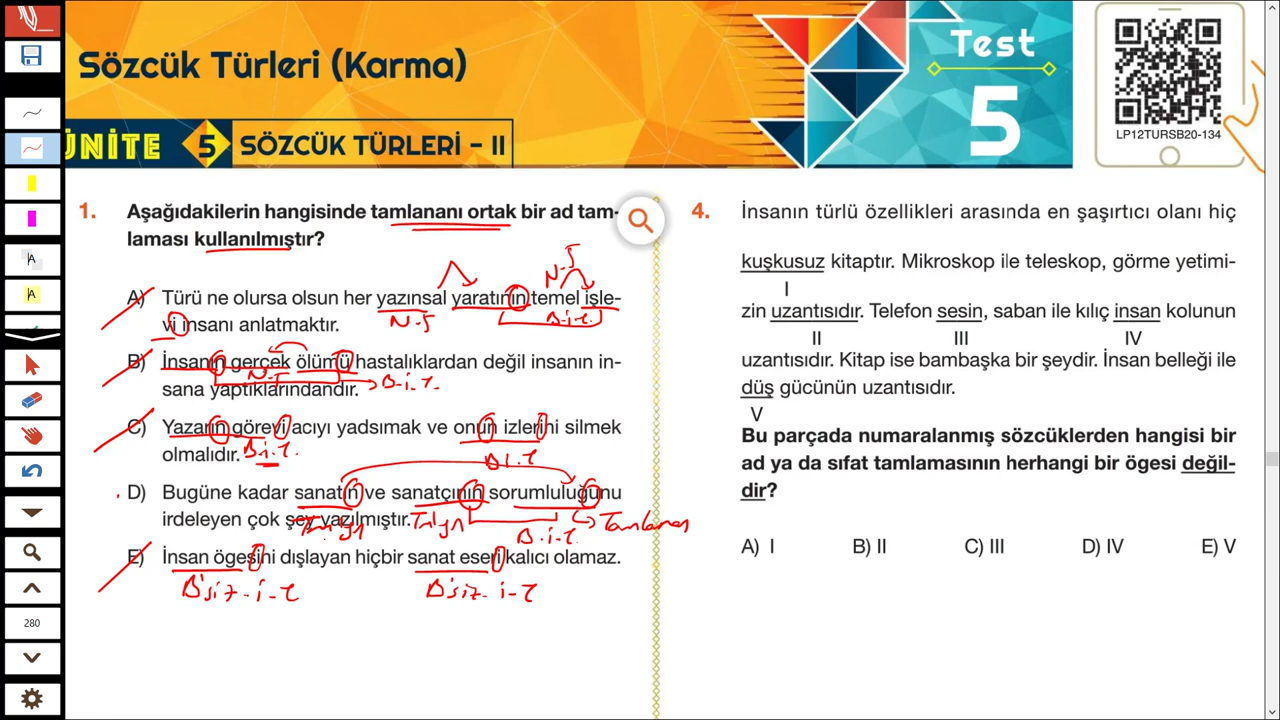 Sözcük Türleri (Karma)
Test
5
ÜNİTE 5 SÖZCÜK TÜRLERİ - II
LP12TURSB20-134
1. Aşağıdakilerin hangisinde tamlananı ortak bir ad tam-
laması kullanılmıştır?
N-S
A) Türü ne olursa olsun her yazınsal yaratının temel işle-
N-S
B.i.t.
vi insanı anlatmaktır.
B) İnsanın gerçek ölümü hastalıklardan değil insanın in-
B.i.t.
sana yaptıklarındandır.
C) Yazarın görevi acıyı yadsımak ve onun izlerini silmek
olmalıdır.
B.i.t.
B.i.t
D) Bugüne kadar sanatın ve sanatçının sorumluluğunu
irdeleyen çok şey yazılmıştır.
Tmlyn
Tmlyn
Tamlanan
B.i.t.
E) İnsan ögesini dışlayan hiçbir sanat eseri kalıcı olamaz.
B'siz-i-t
B'siz-i-t
4. İnsanın türlü özellikleri arasında en şaşırtıcı olanı hiç
kuşkusuz kitaptır. Mikroskop ile teleskop, görme yetimi-
I
zin uzantısıdır. Telefon sesin, saban ile kılıç insan kolunun
II III IV
uzantısıdır. Kitap ise bambaşka bir şeydir. İnsan belleği ile
düş gücünün uzantısıdır.
V
Bu parçada numaralanmış sözcüklerden hangisi bir
ad ya da sıfat tamlamasının herhangi bir ögesi değil-
dir?
A) I B) II C) III D) IV E) V
A
A
280